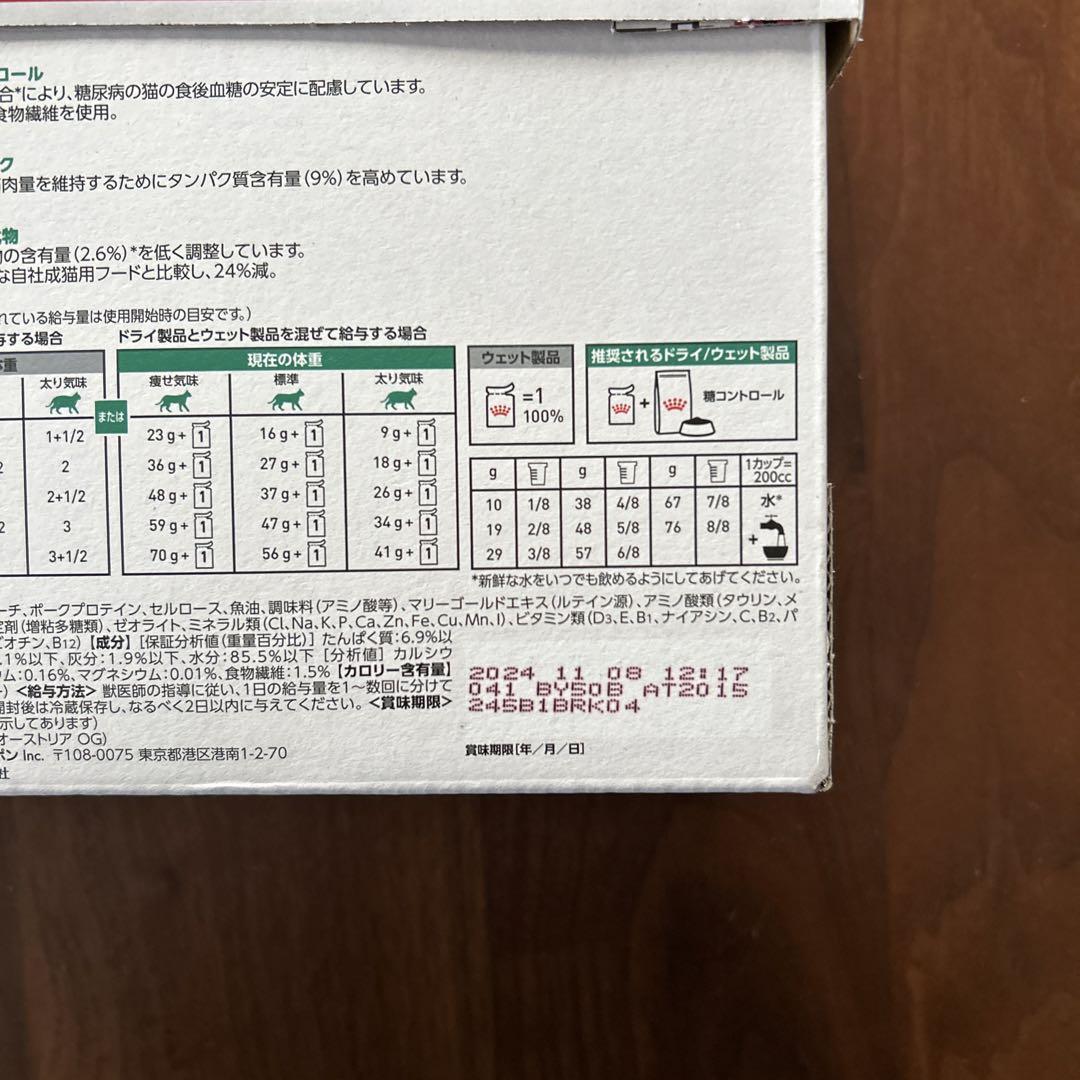 コール
合*により、糖尿病の猫の食後血糖の安定に配慮しています。
食物繊維を使用。
ク
肉量を維持するためにタンパク質含有量(9%)を高めています。
物
の含有量(2.6%)*を低く調整しています。
な自社成猫用フードと比較し、24%減。
れている給与量は使用開始時の目安です。)
与する場合 ドライ製品とウェット製品を混ぜて給与する場合
体重 現在の体重 ウェット製品 推奨されるドライ/ウェット製品
太り気味 痩せ気味 標準 太り気味
または
=1 100% + 糖コントロール
1+1/2 23g+1 16g+1 9g+1
2 2 36g+1 27g+1 18g+1
2+1/2 48g+1 37g+1 26g+1
2 3 59g+1 47g+1 34g+1
3+1/2 70g+1 56g+1 41g+1
g g g 1カップ=200cc
10 1/8 38 4/8 67 7/8 水*
19 2/8 48 5/8 76 8/8 +
29 3/8 57 6/8
*新鮮な水をいつでも飲めるようにしてあげてください。
ーチ、ポークプロテイン、セルロース、魚油、調味料(アミノ酸等)、マリーゴールドエキス(ルテイン源)、アミノ酸類(タウリン、メ
定剤(増粘多糖類)、ゼオライト、ミネラル類(Cl、Na、K、P、Ca、Zn、Fe、Cu、Mn、I)、ビタミン類(D3、E、B1、ナイアシン、C、B2、パ
ビオチン、B12)【成分】[保証分析値(重量百分比)]たんぱく質:6.9%以
.1%以下、灰分:1.9%以下、水分:85.5%以下[分析値]カルシウ
ム:0.16%、マグネシウム:0.01%、食物繊維:1.5%【カロリー含有量】
)<給与方法>獣医師の指導に従い、1日の給与量を1〜数回に分けて
開封後は冷蔵保存し、なるべく2日以内に与えてください。<賞味期限>
示してあります)
オーストリア OG)
ポン Inc. 〒108-0075 東京都港区港南1-2-70
社
2024 11 08 12:17
041 BY50B AT2015
245B1BRK04
賞味期限[年/月/日]